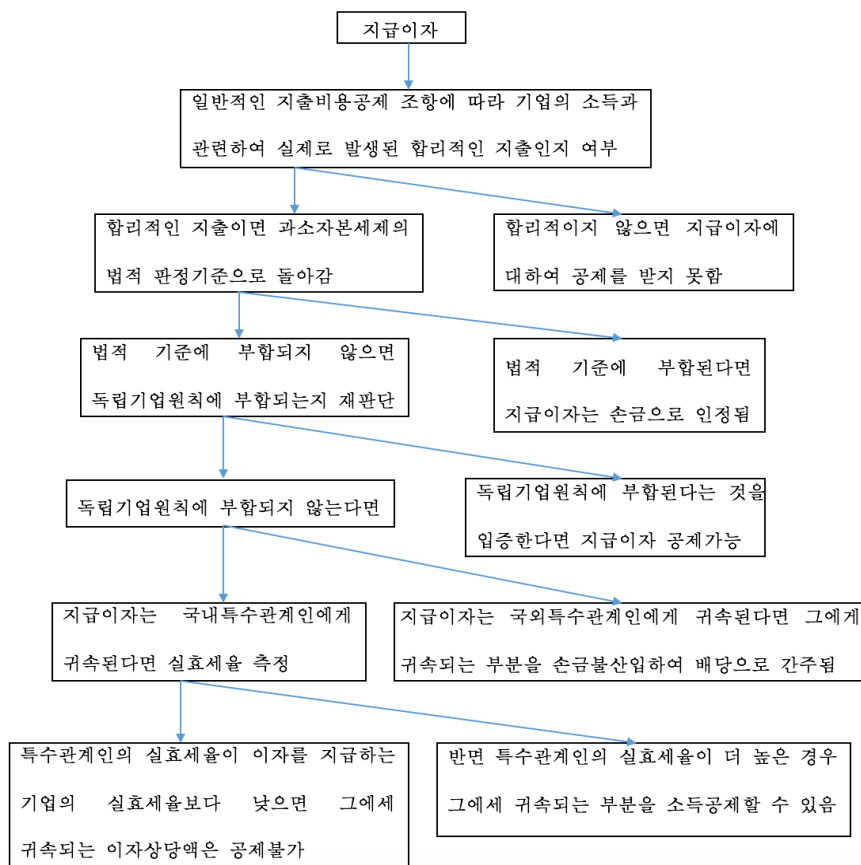 지급이자
일반적인 지출비용공제 조항에 따라 기업의 소득과
관련하여 실제로 발생된 합리적인 지출인지 여부
합리적인 지출이면 과소자본세제의
법적 판정기준으로 돌아감
합리적이지 않으면 지급이자에
대하여 공제를 받지 못함
법적 기준에 부합되지 않으면
독립기업원칙에 부합되는지 재판단
법적 기준에 부합된다면
지급이자는 손금으로 인정됨
독립기업원칙에 부합되지 않는다면
독립기업원칙에 부합된다는 것을
입증한다면 지급이자 공제가능
지급이자는 국내특수관계인에게
귀속된다면 실효세율 측정
지급이자는 국외특수관계인에게 귀속된다면 그에게
귀속되는 부분을 손금불산입하여 배당으로 간주됨
특수관계인의 실효세율이 이자를 지급하는
기업의 실효세율보다 낮으면 그에세
귀속되는 이자상당액은 공제불가
반면 특수관계인의 실효세율이 더 높은 경우
그에세 귀속되는 부분을 소득공제할 수 있음